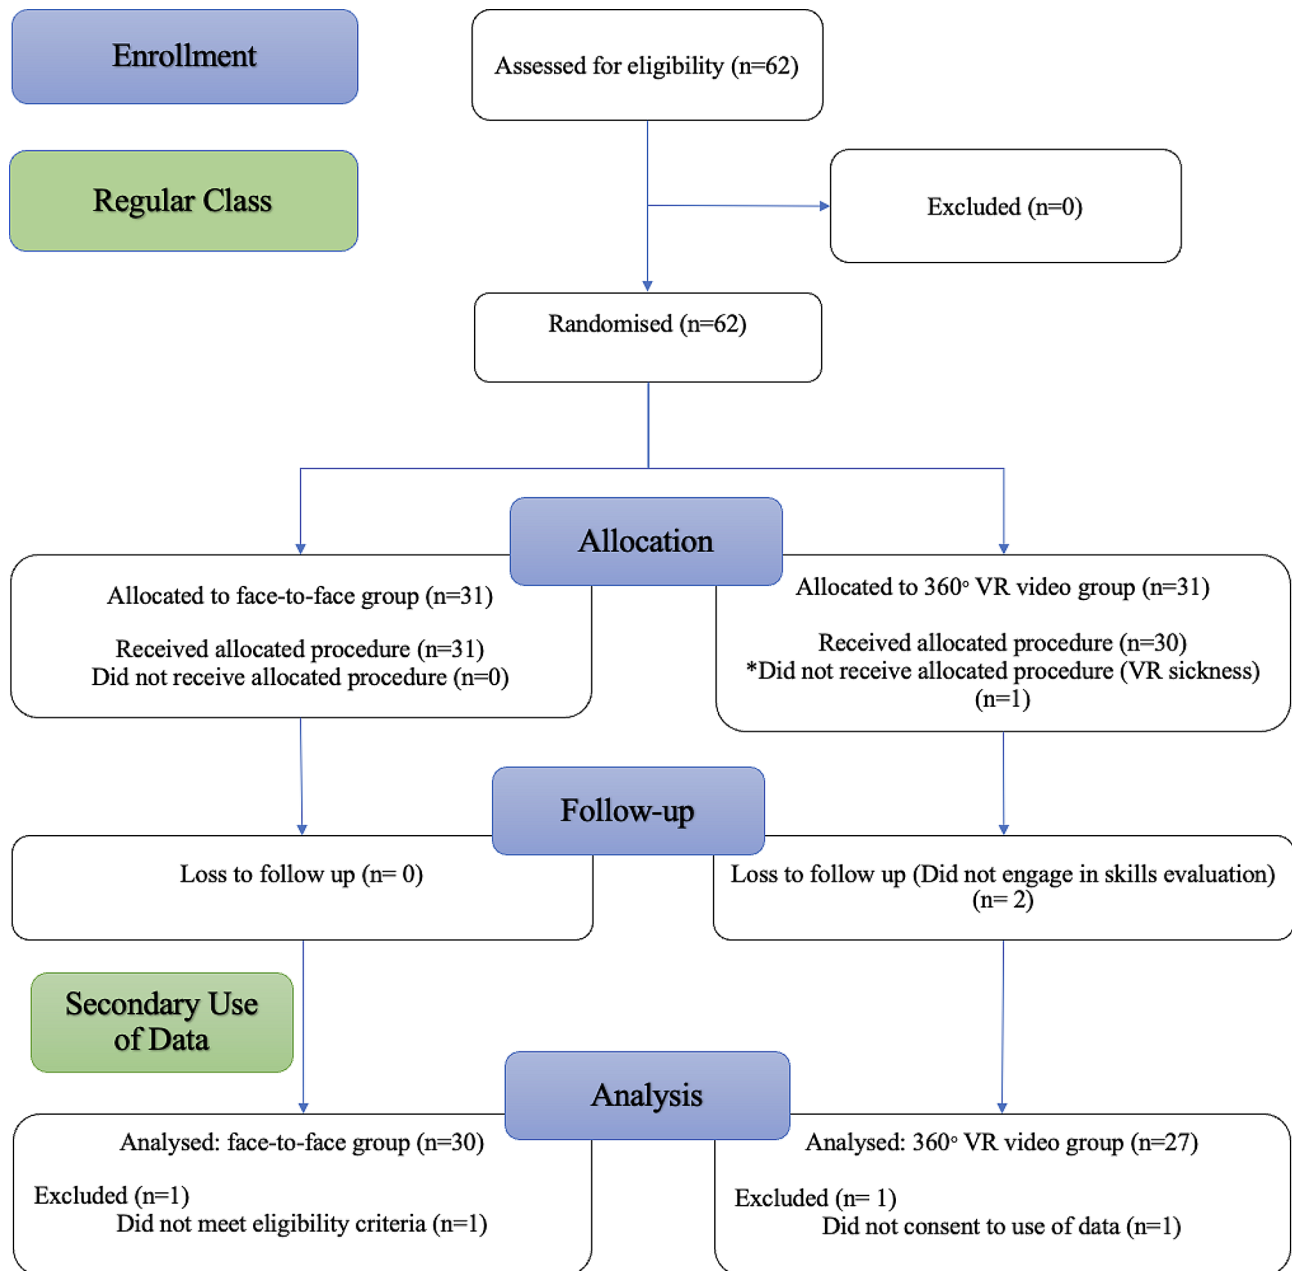 Enrollment
Assessed for eligibility (n=62)
Regular Class
Excluded (n=0)
Randomised (n=62)
Allocation
Allocated to face-to-face group (n=31)
Received allocated procedure (n=31)
Did not receive allocated procedure (n=0)
Allocated to 360° VR video group (n=31)
Received allocated procedure (n=30)
*Did not receive allocated procedure (VR sickness)
(n=1)
Follow-up
Loss to follow up (n= 0)
Loss to follow up (Did not engage in skills evaluation)
(n= 2)
Secondary Use
of Data
Analysis
Analysed: face-to-face group (n=30)
Excluded (n=1)
Did not meet eligibility criteria (n=1)
Analysed: 360° VR video group (n=27)
Excluded (n= 1)
Did not consent to use of data (n=1)